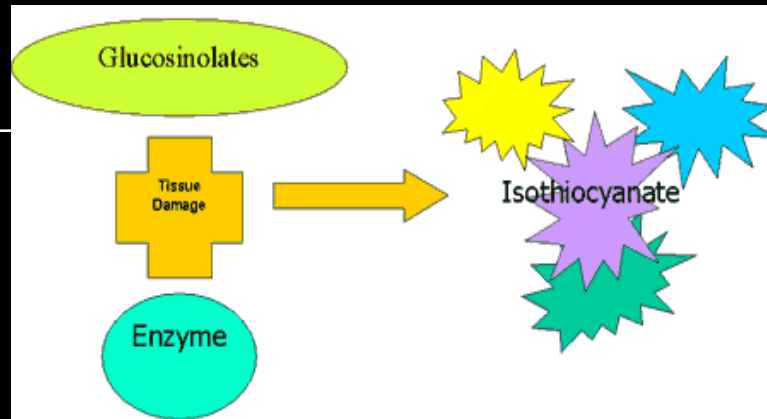 Glucosinolates
Tissue
Damage
Enzyme
Isothiocyanate